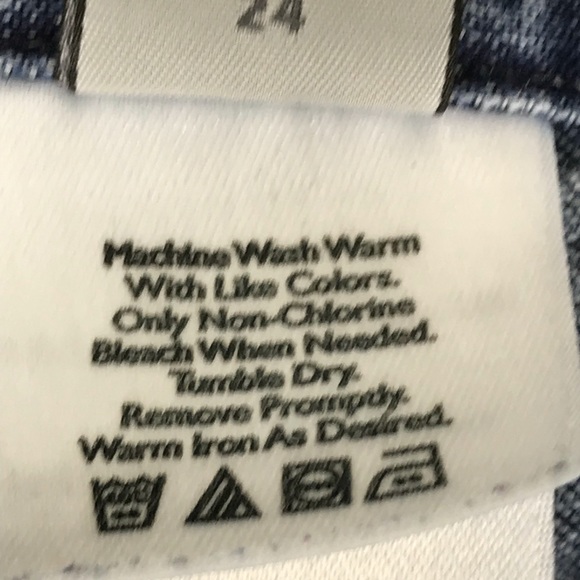 24
Machine Wash Warm
With Like Colors.
Only Non-Chlorine
Bleach When Needed.
Tumble Dry.
Remove Promptly.
Warm Iron As Desired.